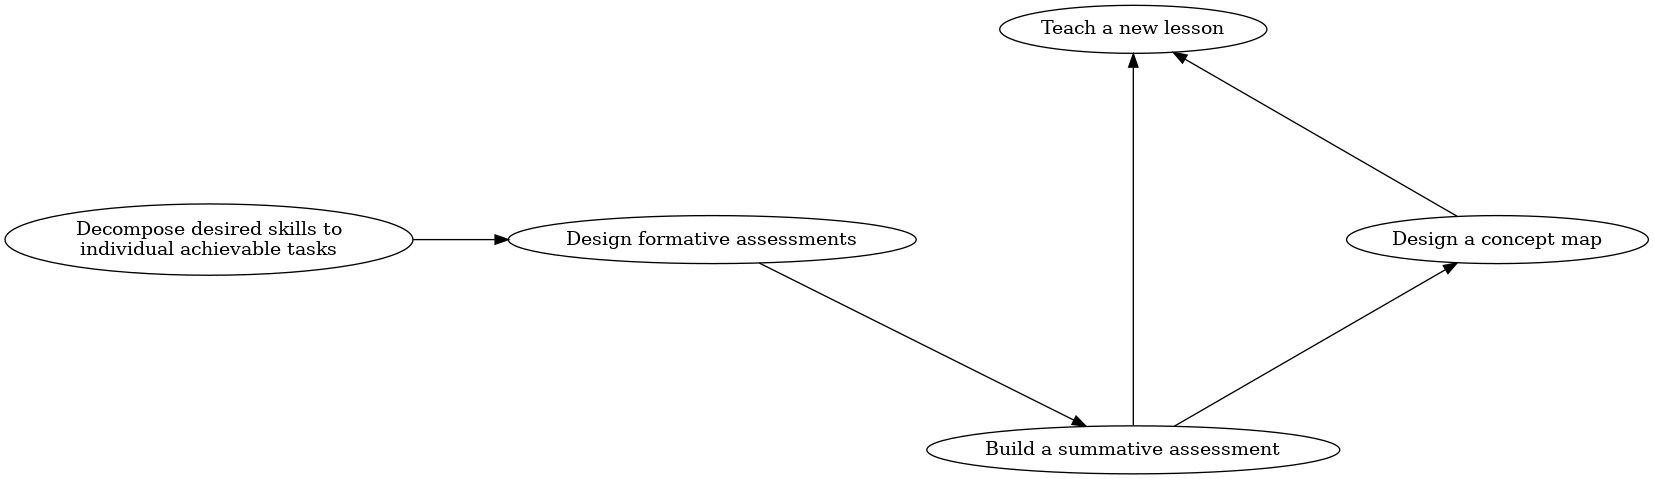 Teach a new lesson
Decompose desired skills to
individual achievable tasks
Design formative assessments
Design a concept map
Build a summative assessment